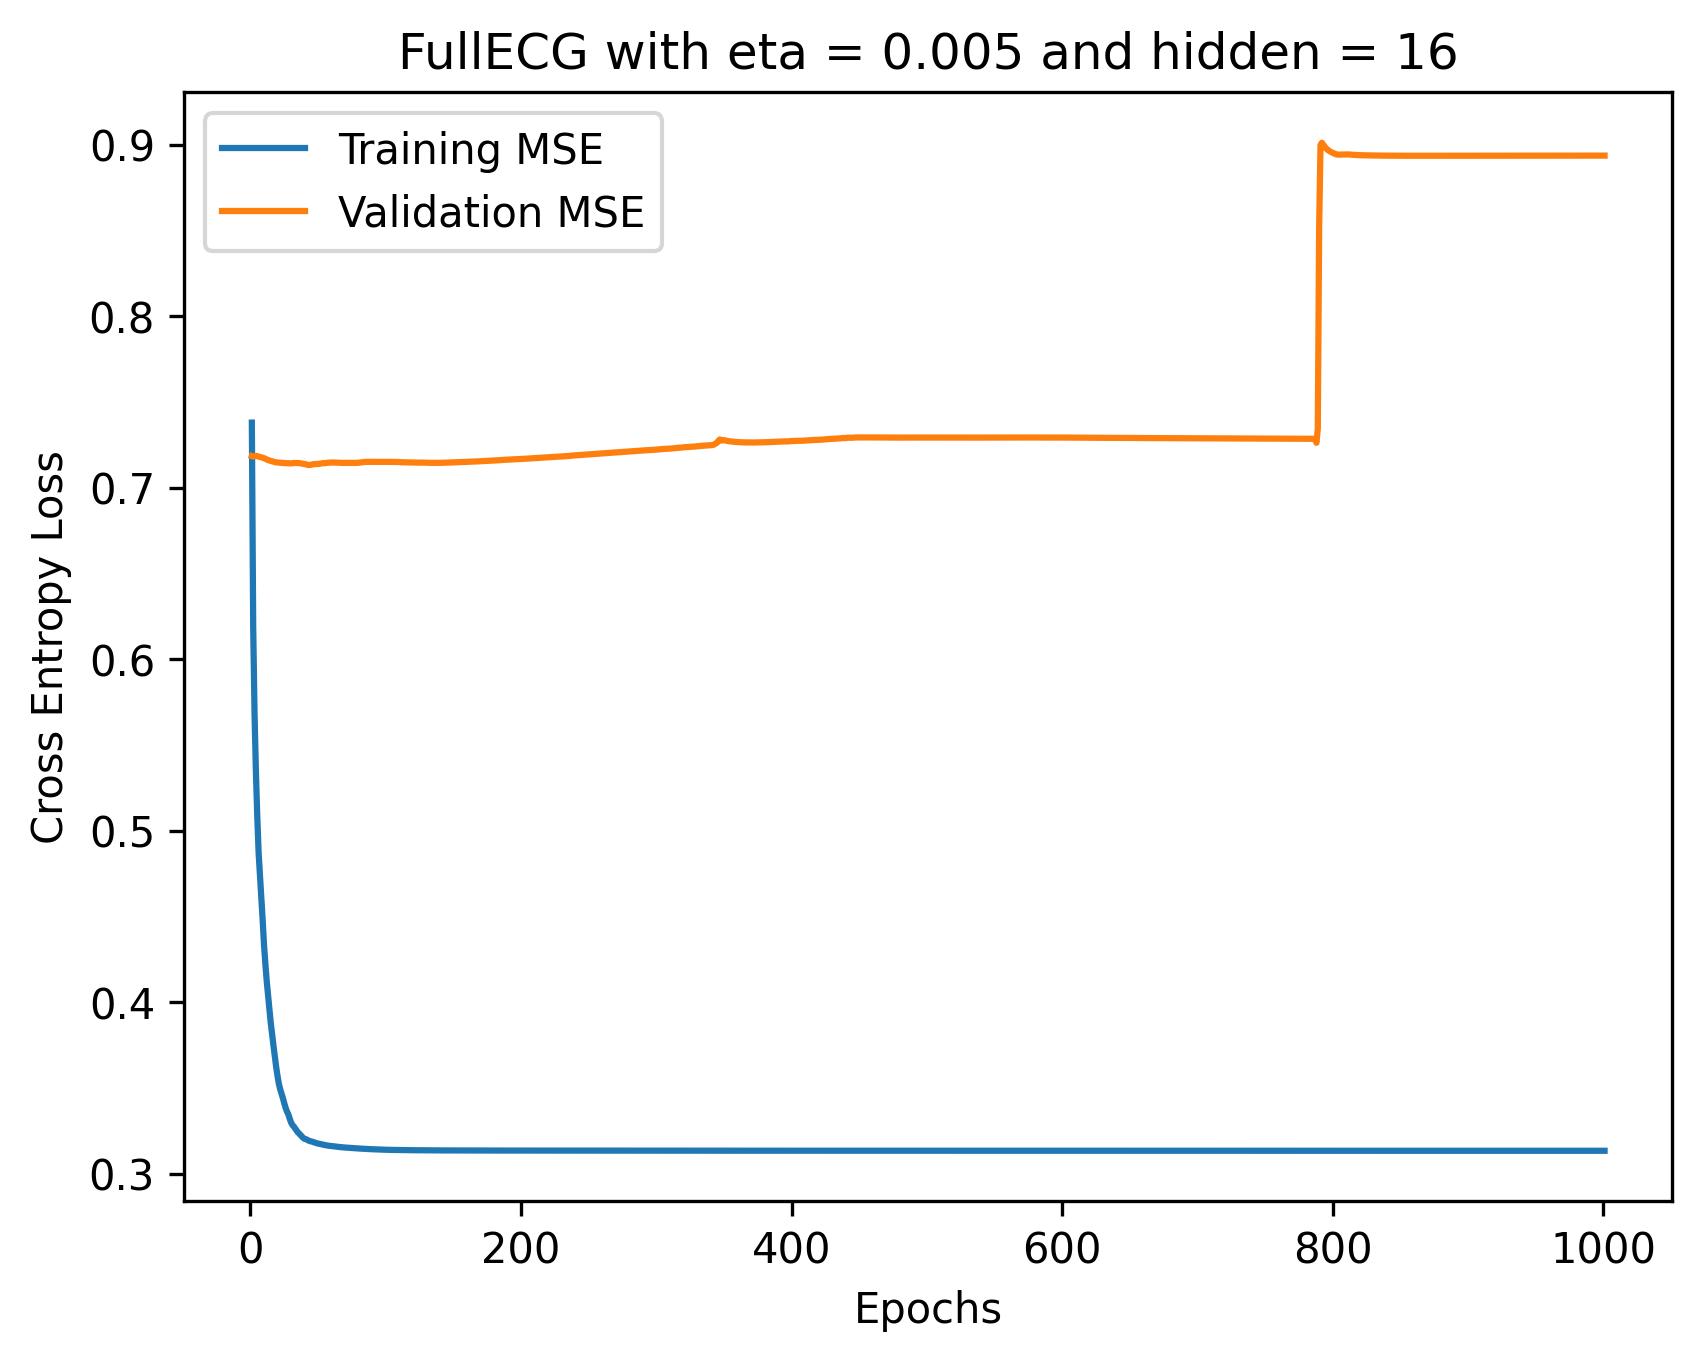 FullECG with eta = 0.005 and hidden = 16
Training MSE
Validation MSE
0.9
0.8
0.7
0.6
0.5
0.4
0.3
Cross Entropy Loss
0 200 400 600 800 1000
Epochs